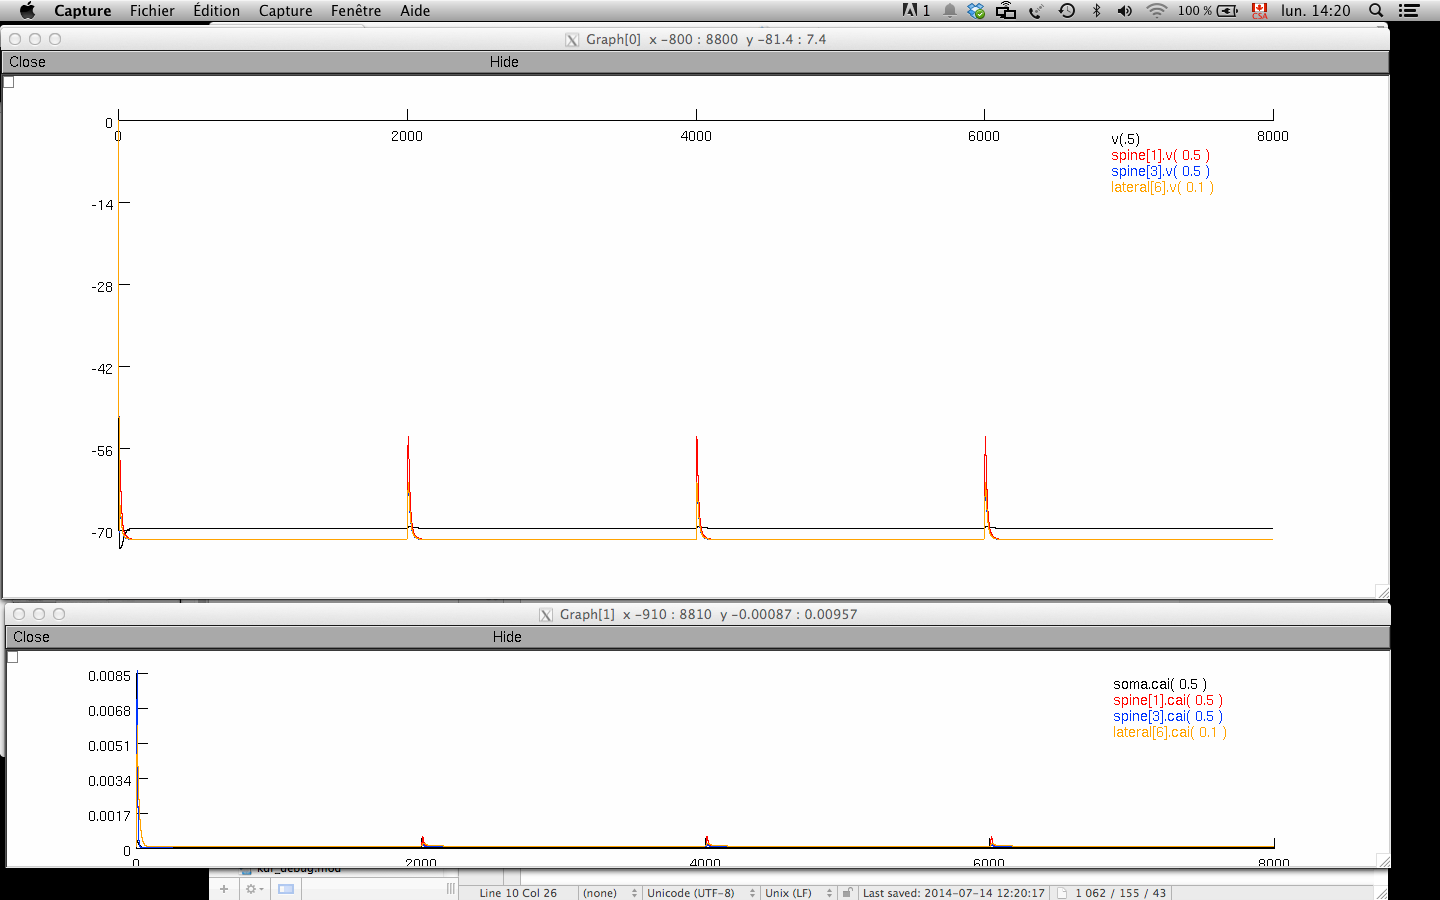 Capture Fichier Édition Capture Fenêtre Aide 1 100 % CSA lun. 14:20
Graph[0] x -800 : 8800 y -81.4 : 7.4
Close Hide
0
0 2000 4000 6000 8000
v(.5)
spine[1].v( 0.5 )
spine[3].v( 0.5 )
lateral[6].v( 0.1 )
-14
-28
-42
-56
-70
Graph[1] x -910 : 8810 y -0.00087 : 0.00957
Close Hide
0.0085
soma.cai( 0.5 )
spine[1].cai( 0.5 )
0.0068
spine[3].cai( 0.5 )
lateral[6].cai( 0.1 )
0.0051
0.0034
0.0017
0
0 2000 4000 6000 8000
kdr_debug.mod
Line 10 Col 26 (none) Unicode (UTF-8) Unix (LF) Last saved: 2014-07-14 12:20:17 1 062 / 155 / 43